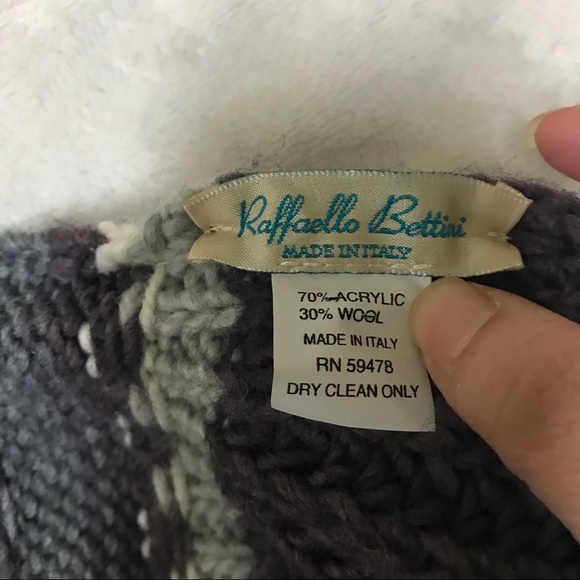 Raffaello Bettini
MADE IN ITALY
70% ACRYLIC
30% WOOL
MADE IN ITALY
RN 59478
DRY CLEAN ONLY